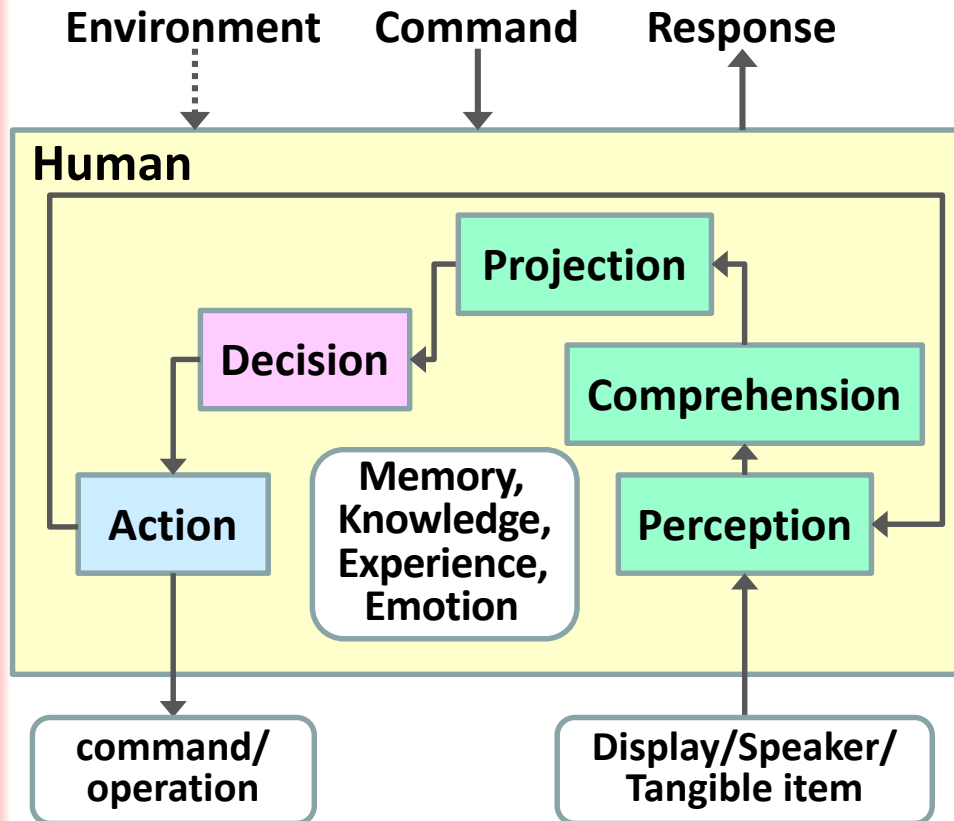 Environment Command Response
Human
Projection
Decision
Comprehension
Memory,
Knowledge,
Experience,
Emotion
Action
Perception
command/
operation
Display/Speaker/
Tangible item